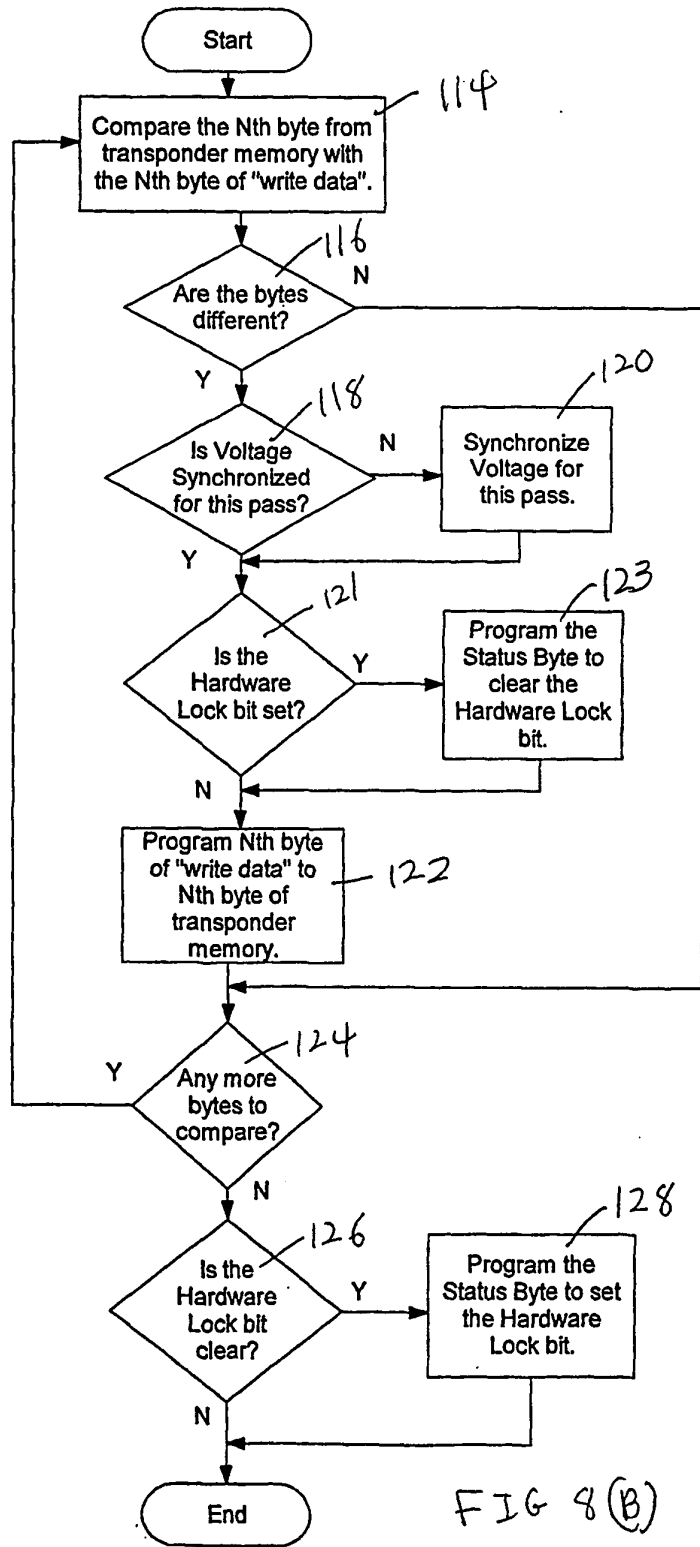 Start
114
Compare the Nth byte from
transponder memory with
the Nth byte of "write data".
116
N
Are the bytes
different?
Y
118
120
Is Voltage
Synchronized
for this pass?
N
Synchronize
Voltage for
this pass.
Y
121
123
Is the
Hardware
Lock bit set?
Y
Program the
Status Byte to
clear the
Hardware Lock
bit.
N
Program Nth byte
of "write data" to
Nth byte of
transponder
memory.
122
124
Y
Any more
bytes to
compare?
N
126
128
Is the
Hardware
Lock bit
clear?
Y
Program the
Status Byte to set
the Hardware
Lock bit.
N
End
FIG 8(B)